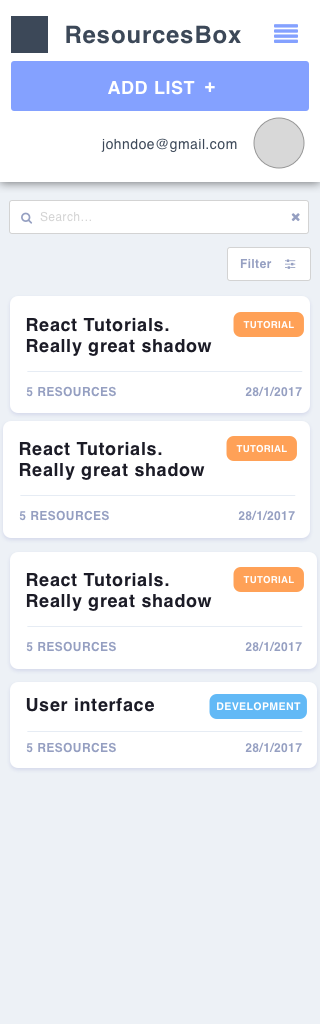 ResourcesBox
ADD LIST +
johndoe@gmail.com
Search...
Filter
React Tutorials.
Really great shadow
TUTORIAL
5 RESOURCES
28/1/2017
React Tutorials.
Really great shadow
TUTORIAL
5 RESOURCES
28/1/2017
React Tutorials.
Really great shadow
TUTORIAL
5 RESOURCES
28/1/2017
User interface
DEVELOPMENT
5 RESOURCES
28/1/2017